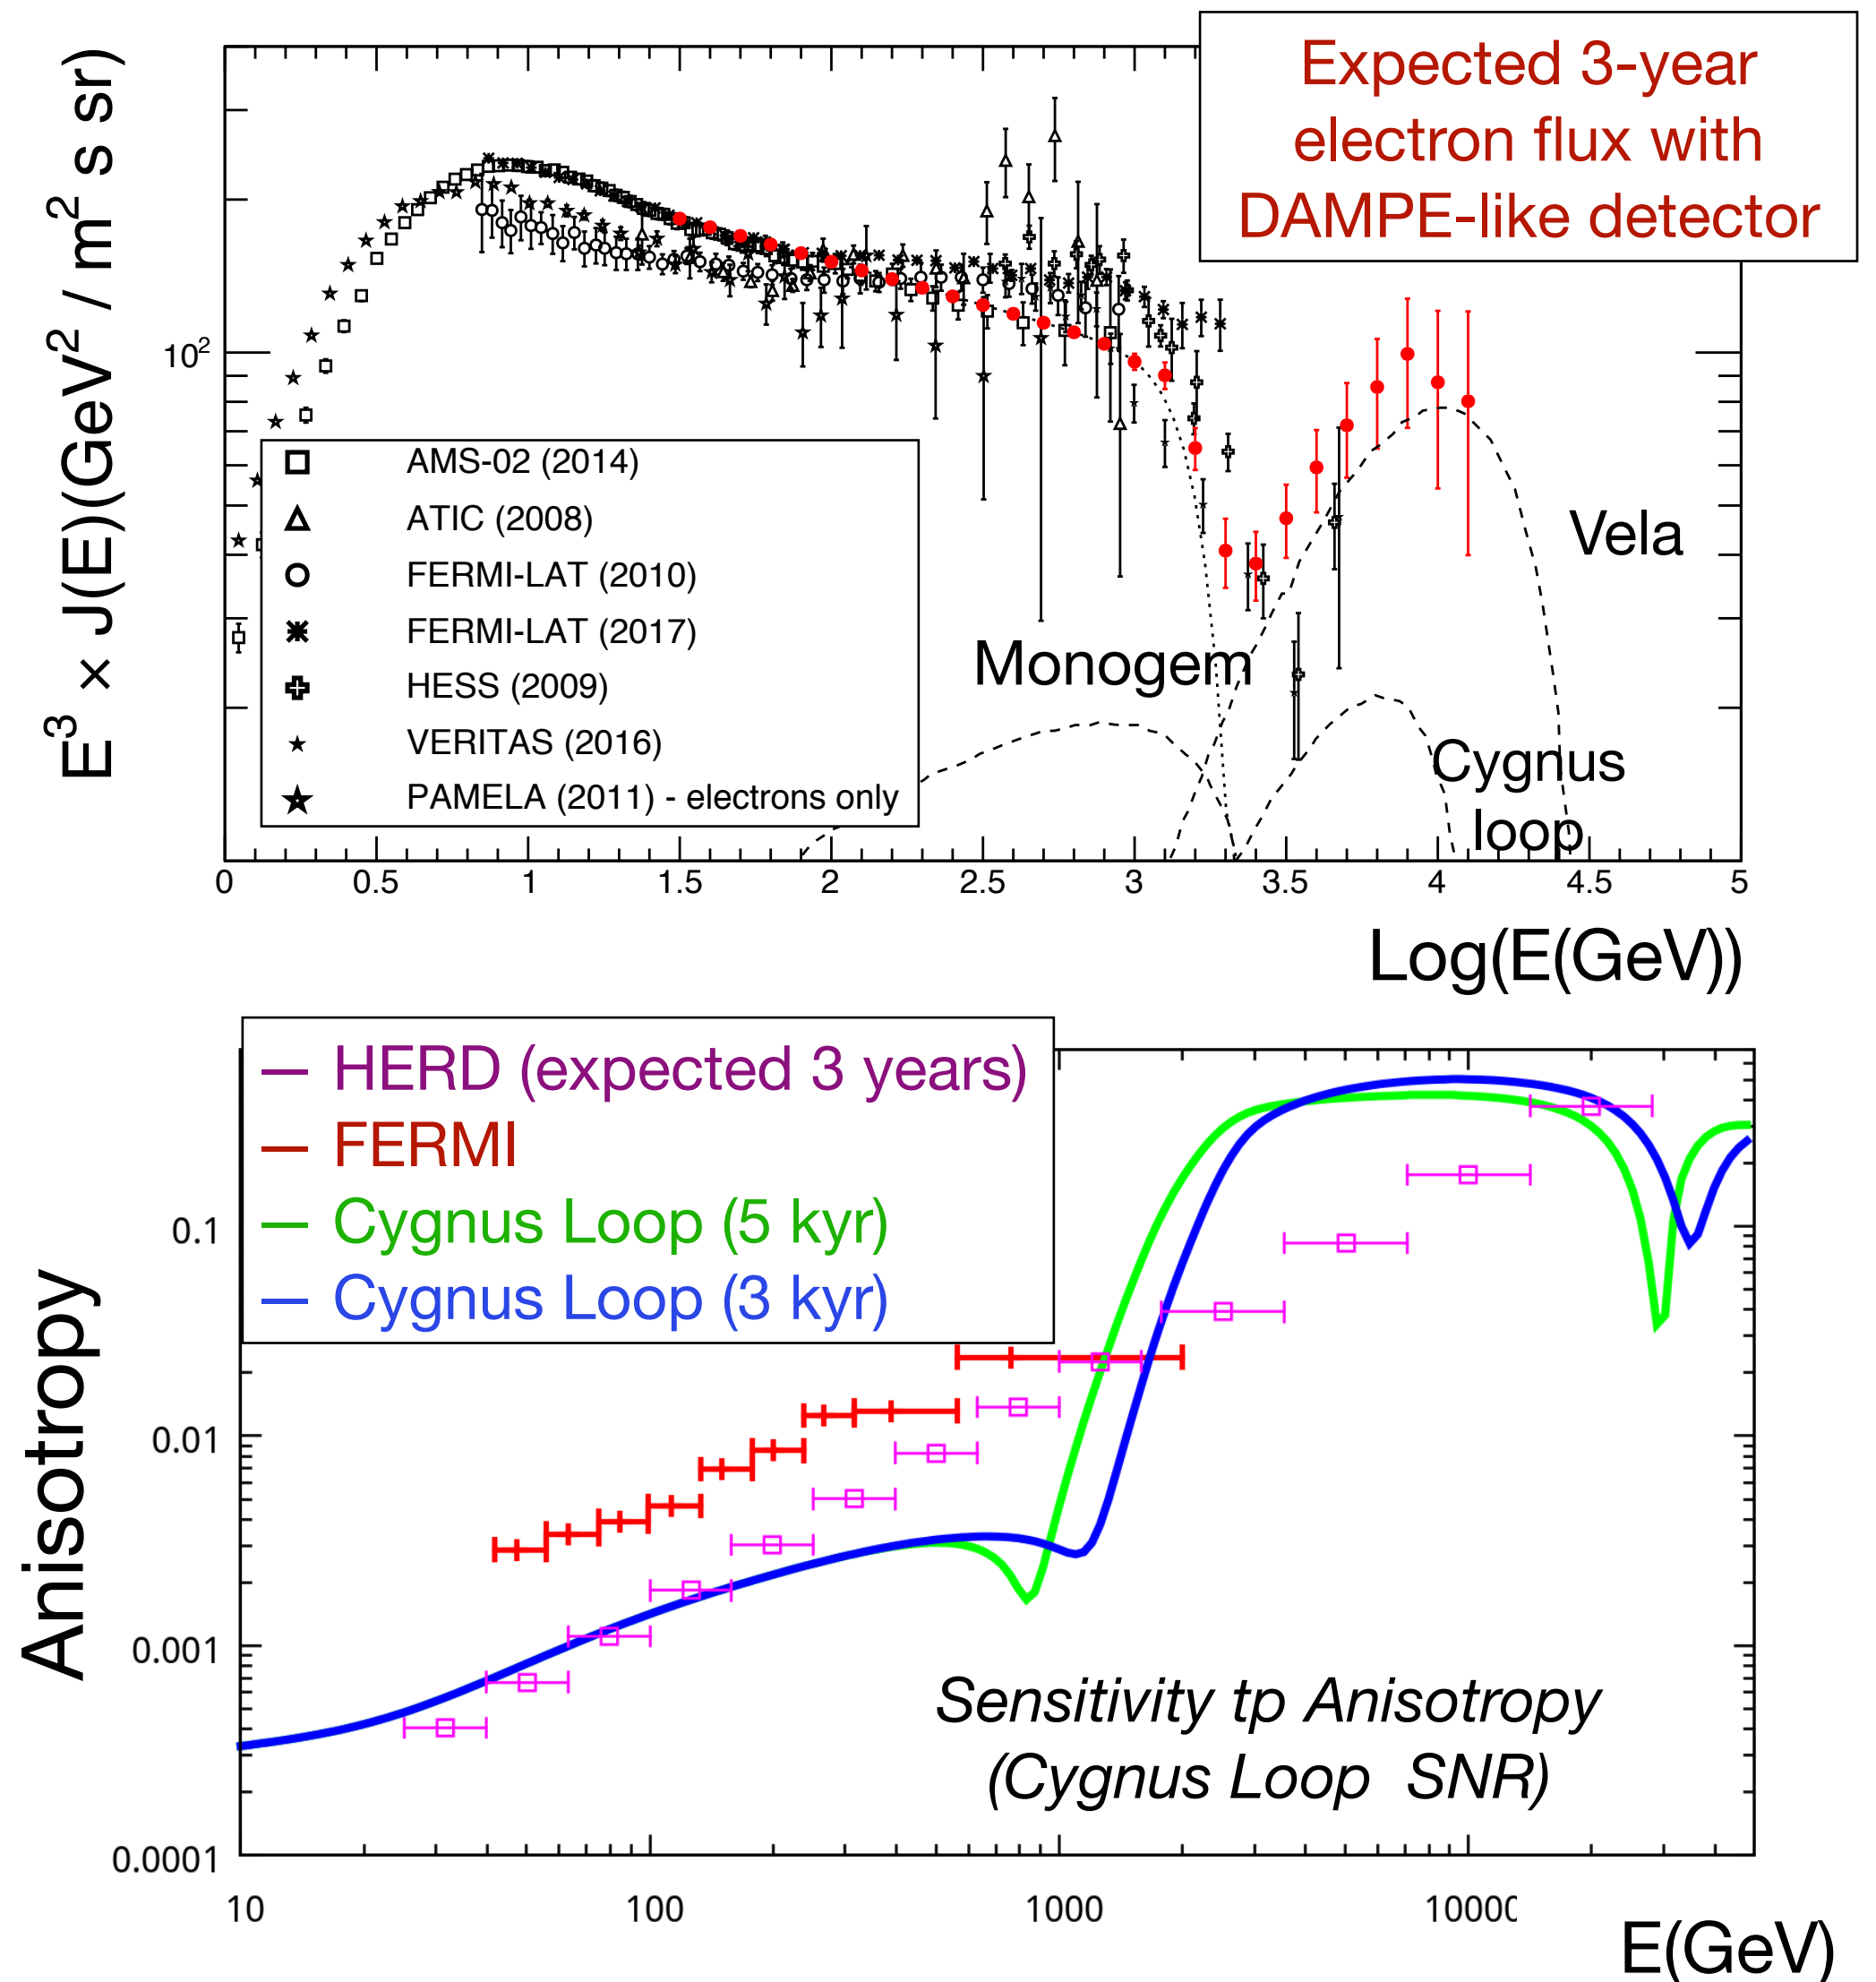 E³ × J(E)(GeV² / m² s sr)
Expected 3-year
electron flux with
DAMPE-like detector
10²
AMS-02 (2014)
ATIC (2008)
FERMI-LAT (2010)
FERMI-LAT (2017)
HESS (2009)
VERITAS (2016)
PAMELA (2011) - electrons only
Monogem
Vela
Cygnus
loop
0 0.5 1 1.5 2 2.5 3 3.5 4 4.5 5
Log(E(GeV))
HERD (expected 3 years)
FERMI
Cygnus Loop (5 kyr)
Cygnus Loop (3 kyr)
Anisotropy
0.1
0.01
0.001
0.0001
Sensitivity tp Anisotropy
(Cygnus Loop SNR)
10 100 1000 10000
E(GeV)